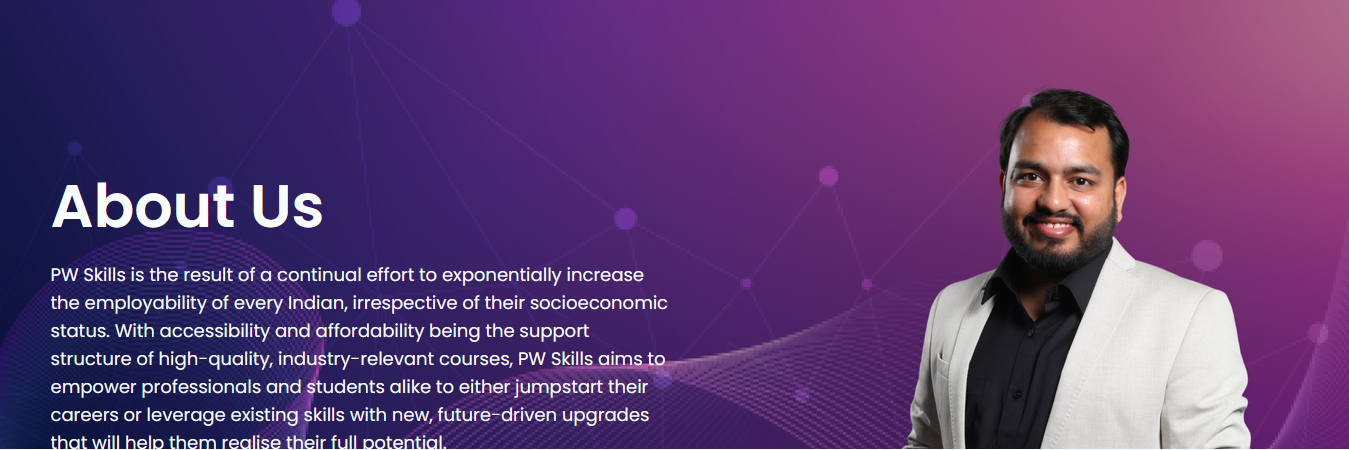 About Us
PW Skills is the result of a continual effort to exponentially increase
the employability of every Indian, irrespective of their socioeconomic
status. With accessibility and affordability being the support
structure of high-quality, industry-relevant courses, PW Skills aims to
empower professionals and students alike to either jumpstart their
careers or leverage existing skills with new, future-driven upgrades
that will help them realise their full potential.